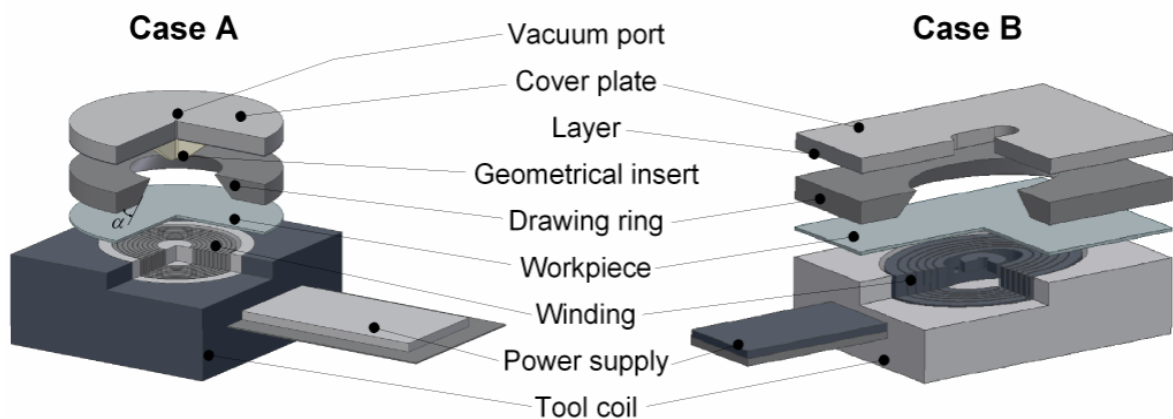 Case A
Case B
Vacuum port
Cover plate
Layer
Geometrical insert
Drawing ring
α
Workpiece
Winding
Power supply
Tool coil